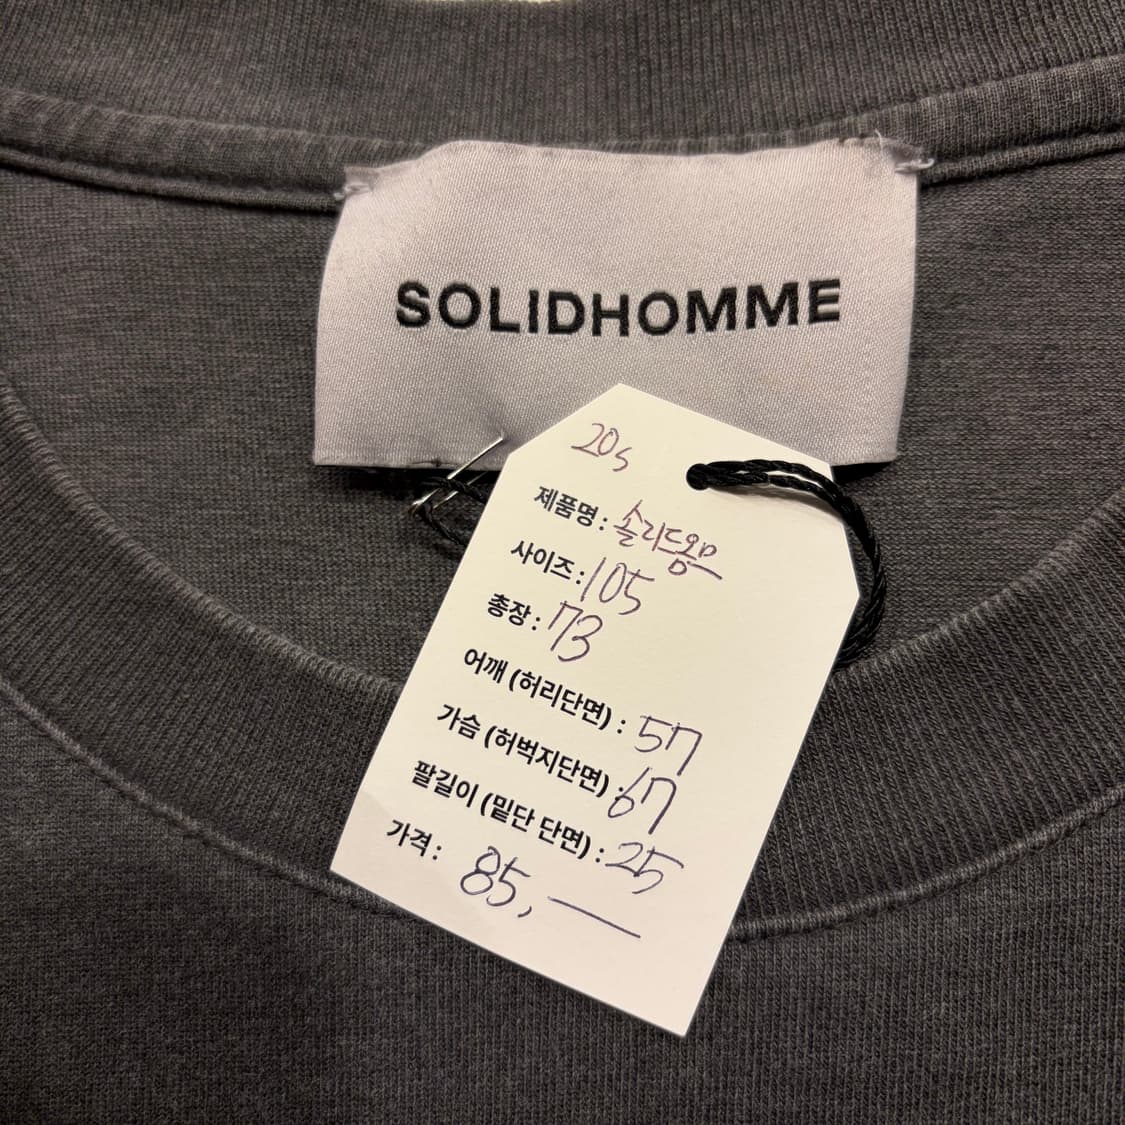 SOLIDHOMME
20s
제품명 : 솔리드옴므
사이즈 : 105
총장 : 73
어깨 (허리단면) : 57
가슴 (허벅지단면) : 67
팔길이 (밑단 단면) : 25
가격 : 85,—